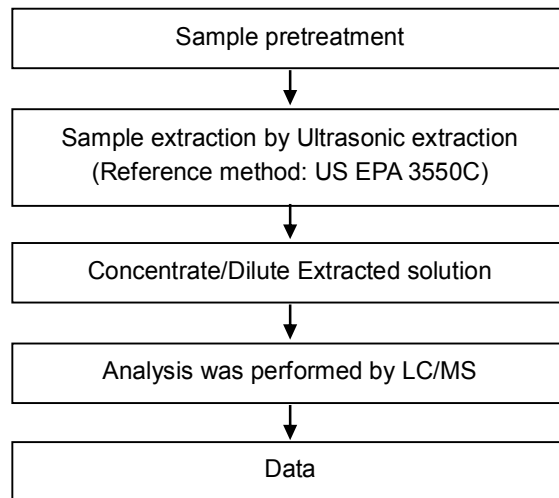 Sample pretreatment
Sample extraction by Ultrasonic extraction
(Reference method: US EPA 3550C)
Concentrate/Dilute Extracted solution
Analysis was performed by LC/MS
Data